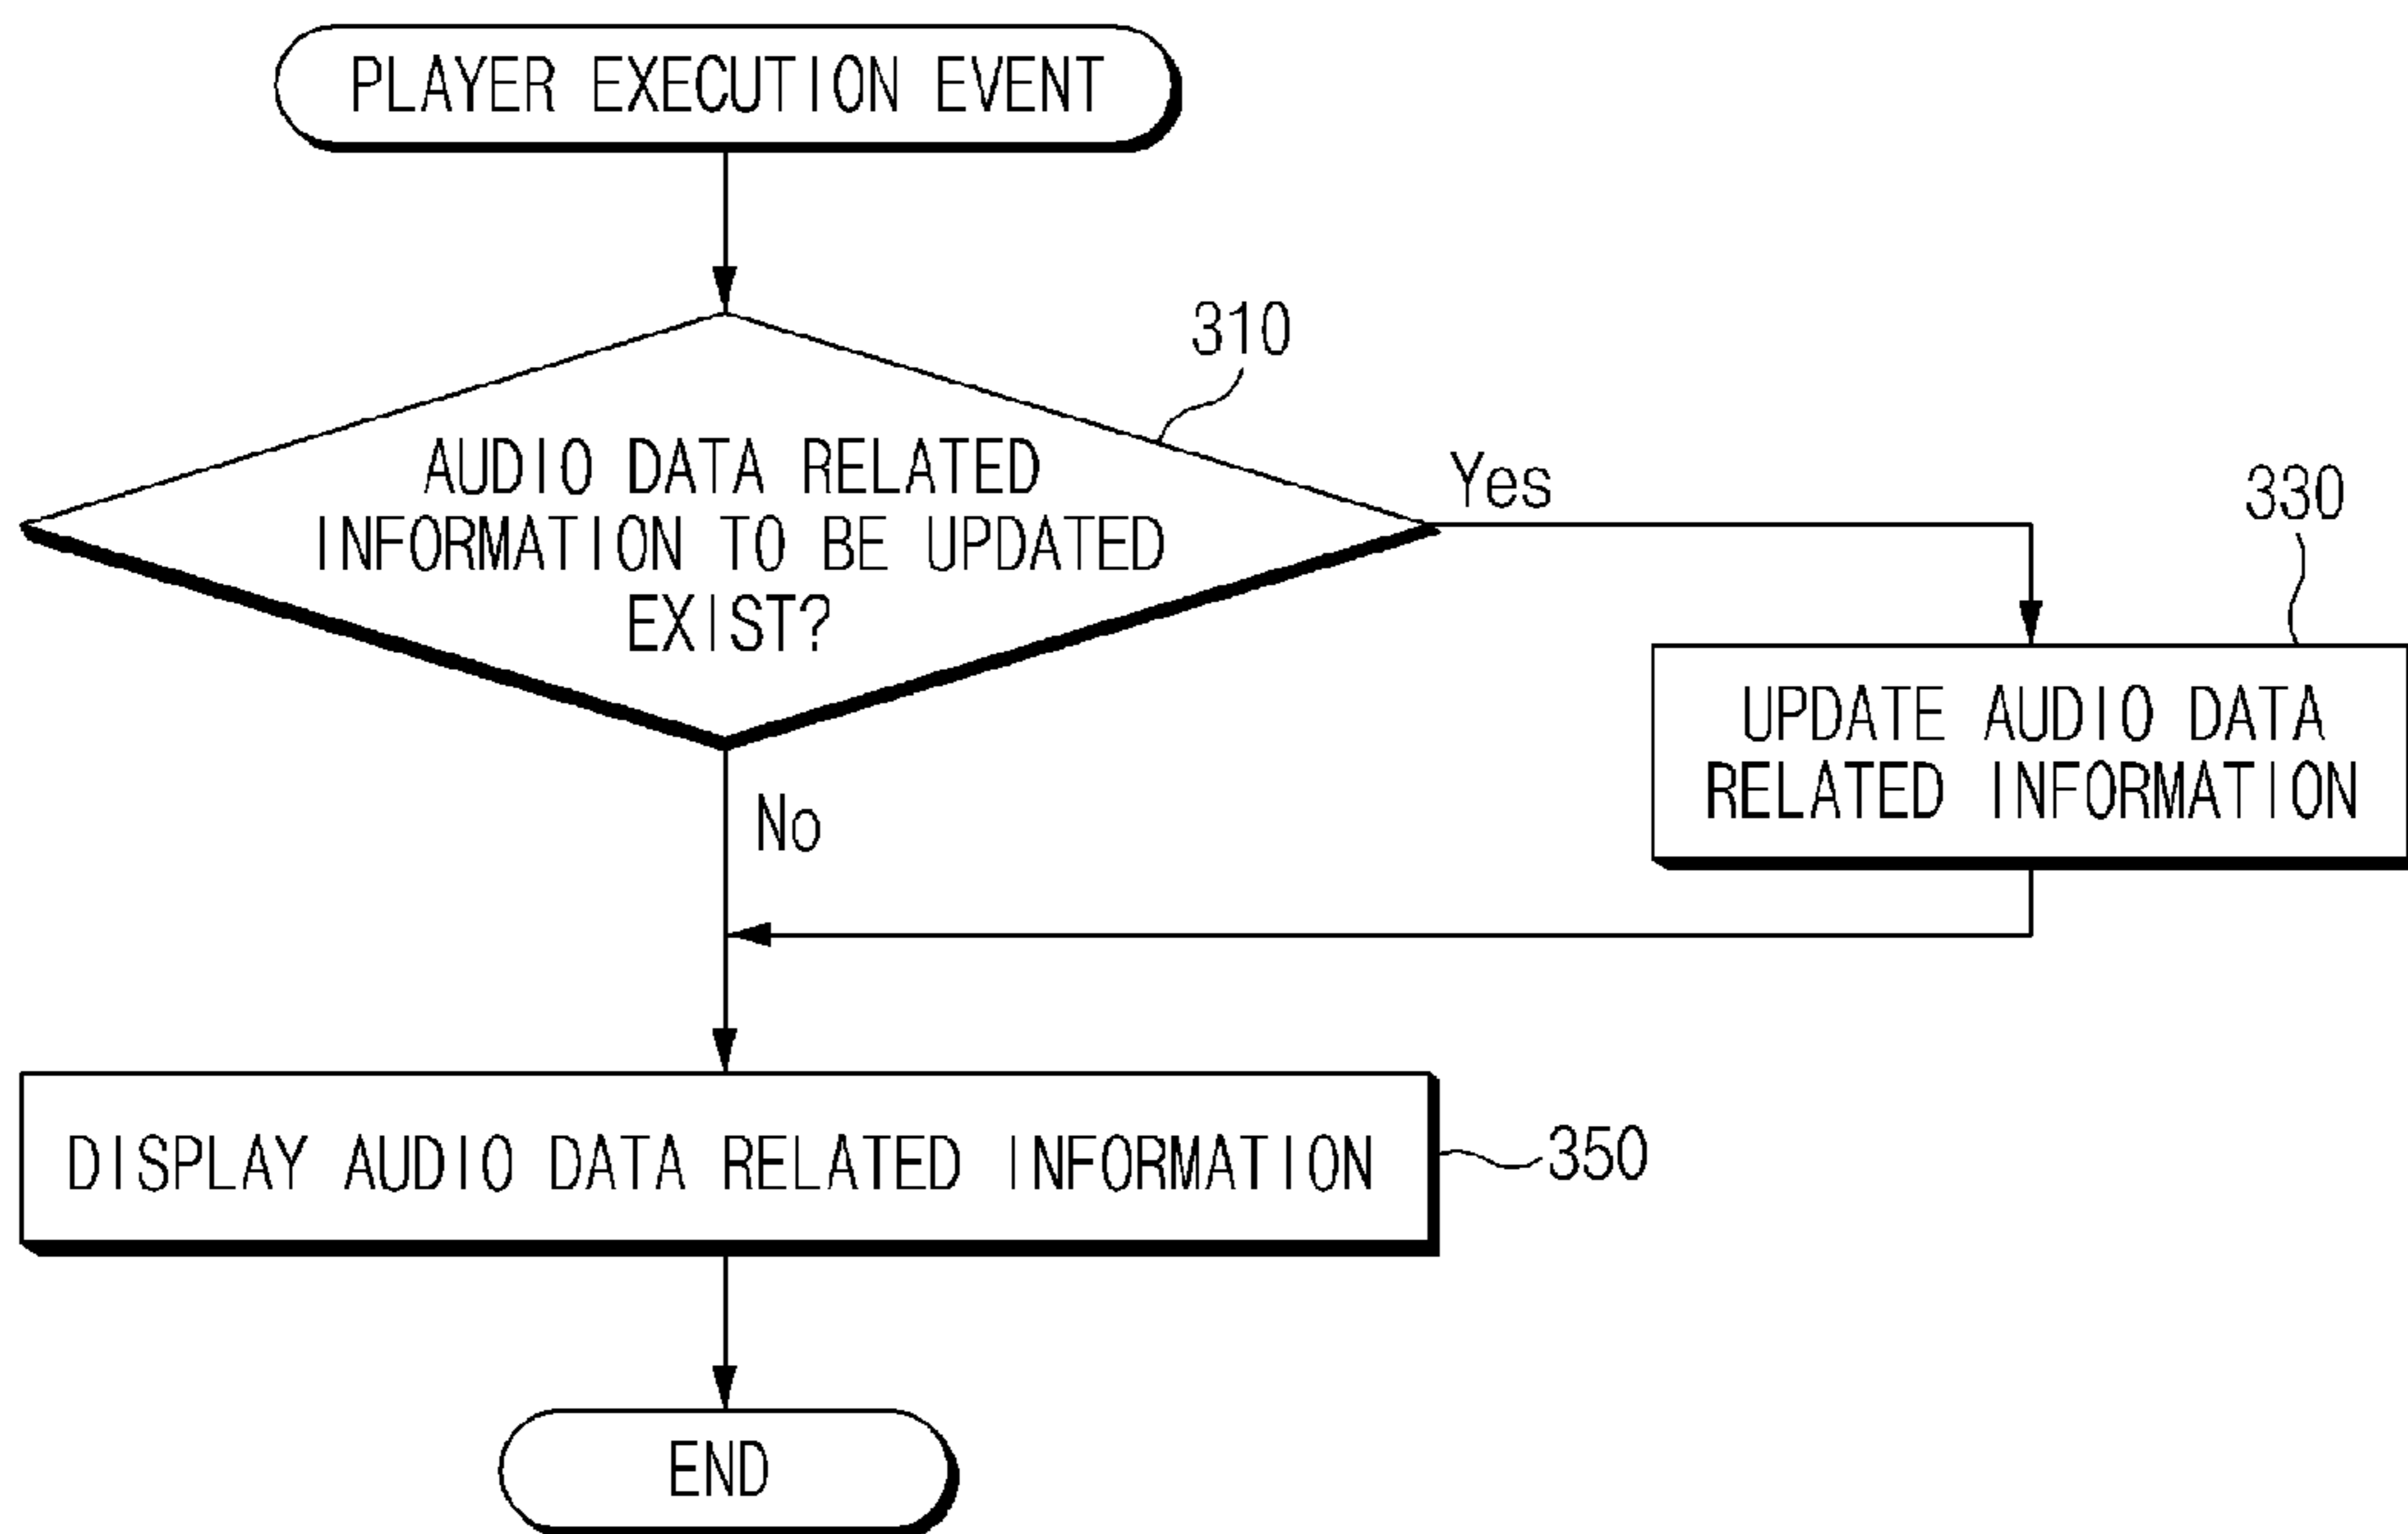 PLAYER EXECUTION EVENT
310
AUDIO DATA RELATED
INFORMATION TO BE UPDATED
EXIST?
Yes
330
UPDATE AUDIO DATA
RELATED INFORMATION
No
DISPLAY AUDIO DATA RELATED INFORMATION
350
END